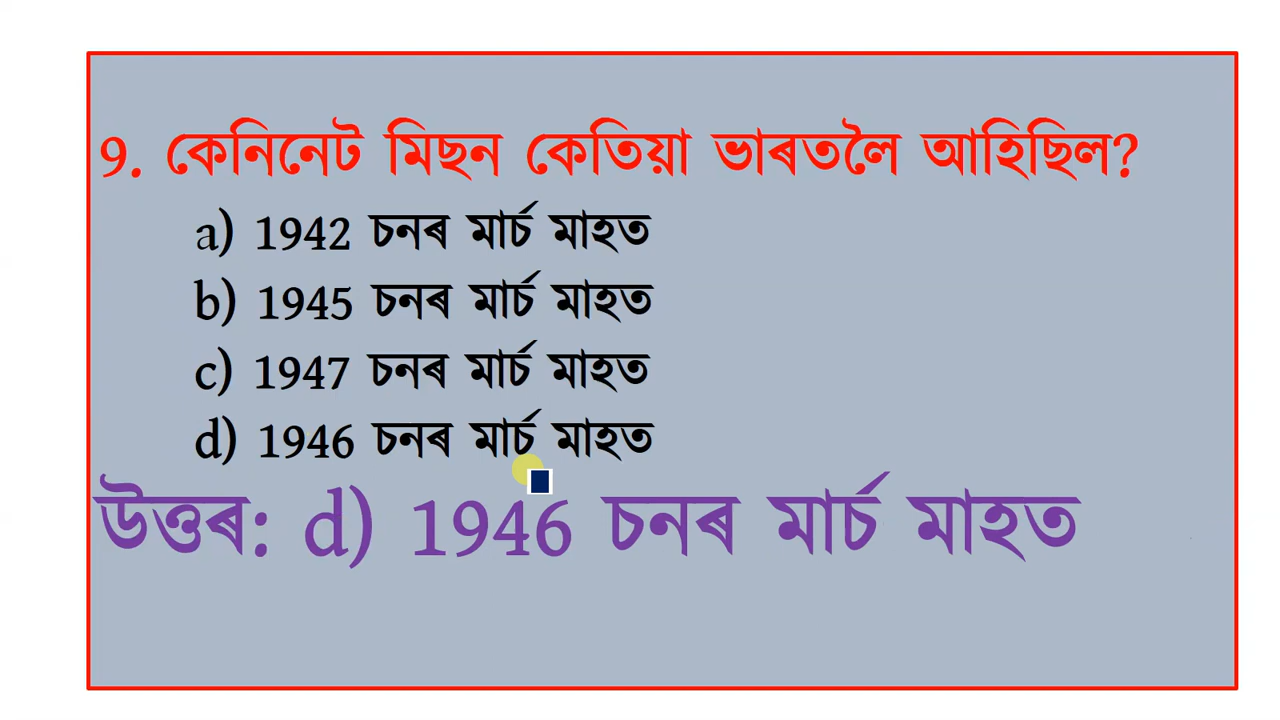 9. কেনিনেট মিছন কেতিয়া ভাৰতলৈ আহিছিল?
a) 1942 চনৰ মাৰ্চ মাহত
b) 1945 চনৰ মাৰ্চ মাহত
c) 1947 চনৰ মাৰ্চ মাহত
d) 1946 চনৰ মাৰ্চ মাহত
উত্তৰ: d) 1946 চনৰ মাৰ্চ মাহত